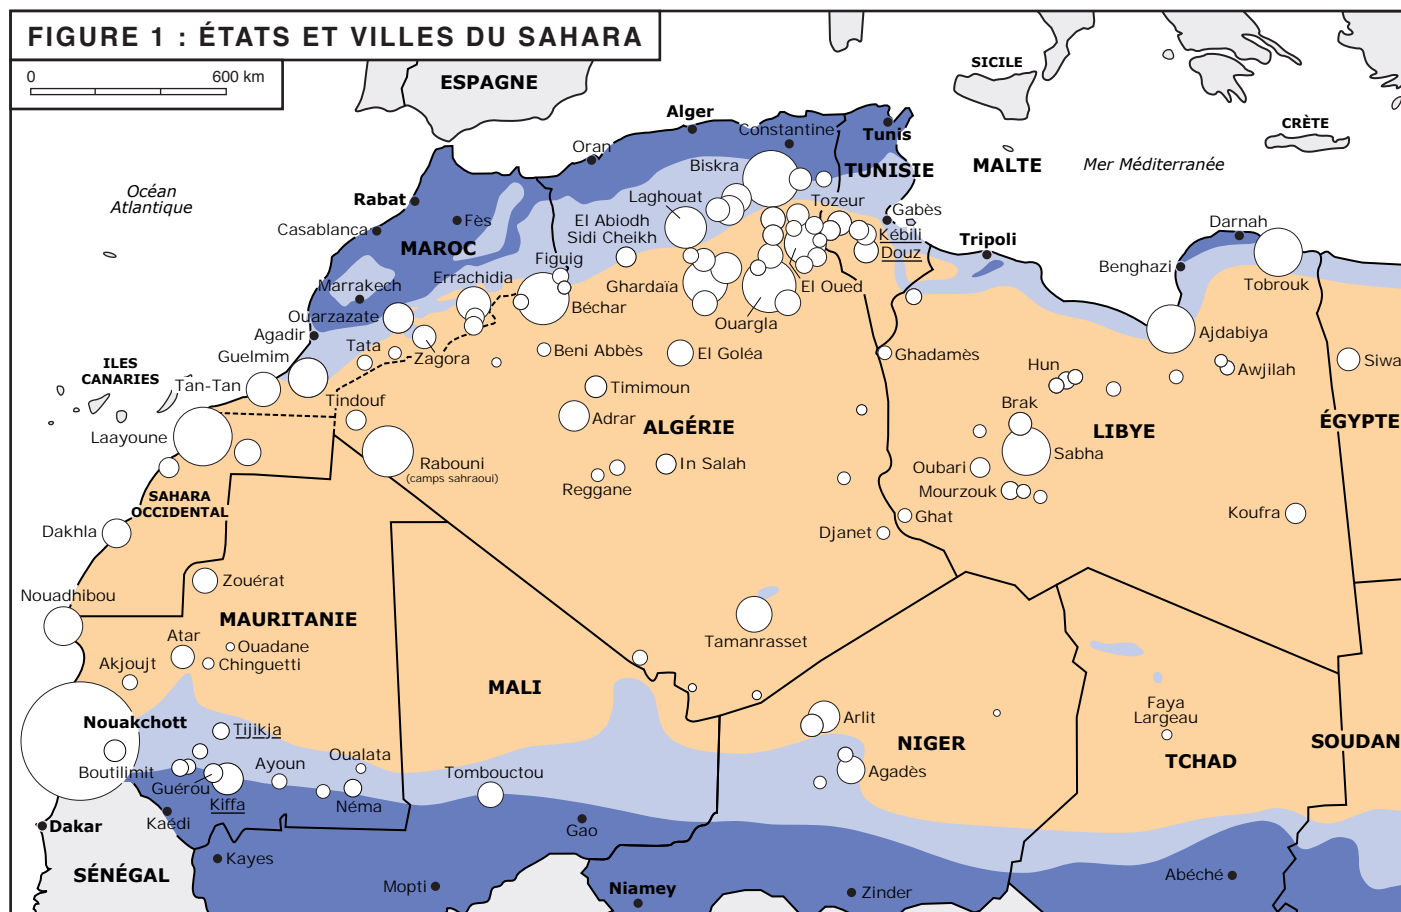 FIGURE 1 : ÉTATS ET VILLES DU SAHARA
0
600 km
ESPAGNE
SICILE
CRÈTE
MALTE
Mer Méditerranée
Océan
Atlantique
Alger
Constantine
Tunis
Oran
Biskra
TUNISIE
Rabat
Laghouat
Tozeur
Gabès
Darnah
Casablanca
Fès
El Abiodh
Sidi Cheikh
Kébili
Tripoli
MAROC
Figuig
Douz
Benghazi
Errachidia
Marrakech
Ghardaïa
El Oued
Tobrouk
Ouarzazate
Béchar
Ouargla
Agadir
Ajdabiya
Guelmim
Tata
Zagora
Beni Abbès
El Goléa
Ghadamès
Hun
Awjilah
Siwa
ILES
CANARIES
Tan-Tan
Timimoun
Tindouf
Brak
Laayoune
Adrar
ALGÉRIE
LIBYE
ÉGYPTE
Rabouni
(camps sahraoui)
In Salah
Oubari
Sabha
Reggane
Mourzouk
SAHARA
OCCIDENTAL
Dakhla
Ghat
Koufra
Djanet
Zouérat
Nouadhibou
MAURITANIE
Tamanrasset
Atar
Ouadane
Chinguetti
Akjoujt
MALI
Nouakchott
Arlit
Faya
Largeau
Tijikja
NIGER
SOUDAN
Boutilimit
Ayoun
Oualata
Tombouctou
Agadès
TCHAD
Guérou
Kiffa
Néma
Kaédi
Dakar
Gao
Kayes
SÉNÉGAL
Mopti
Niamey
Zinder
Abéché